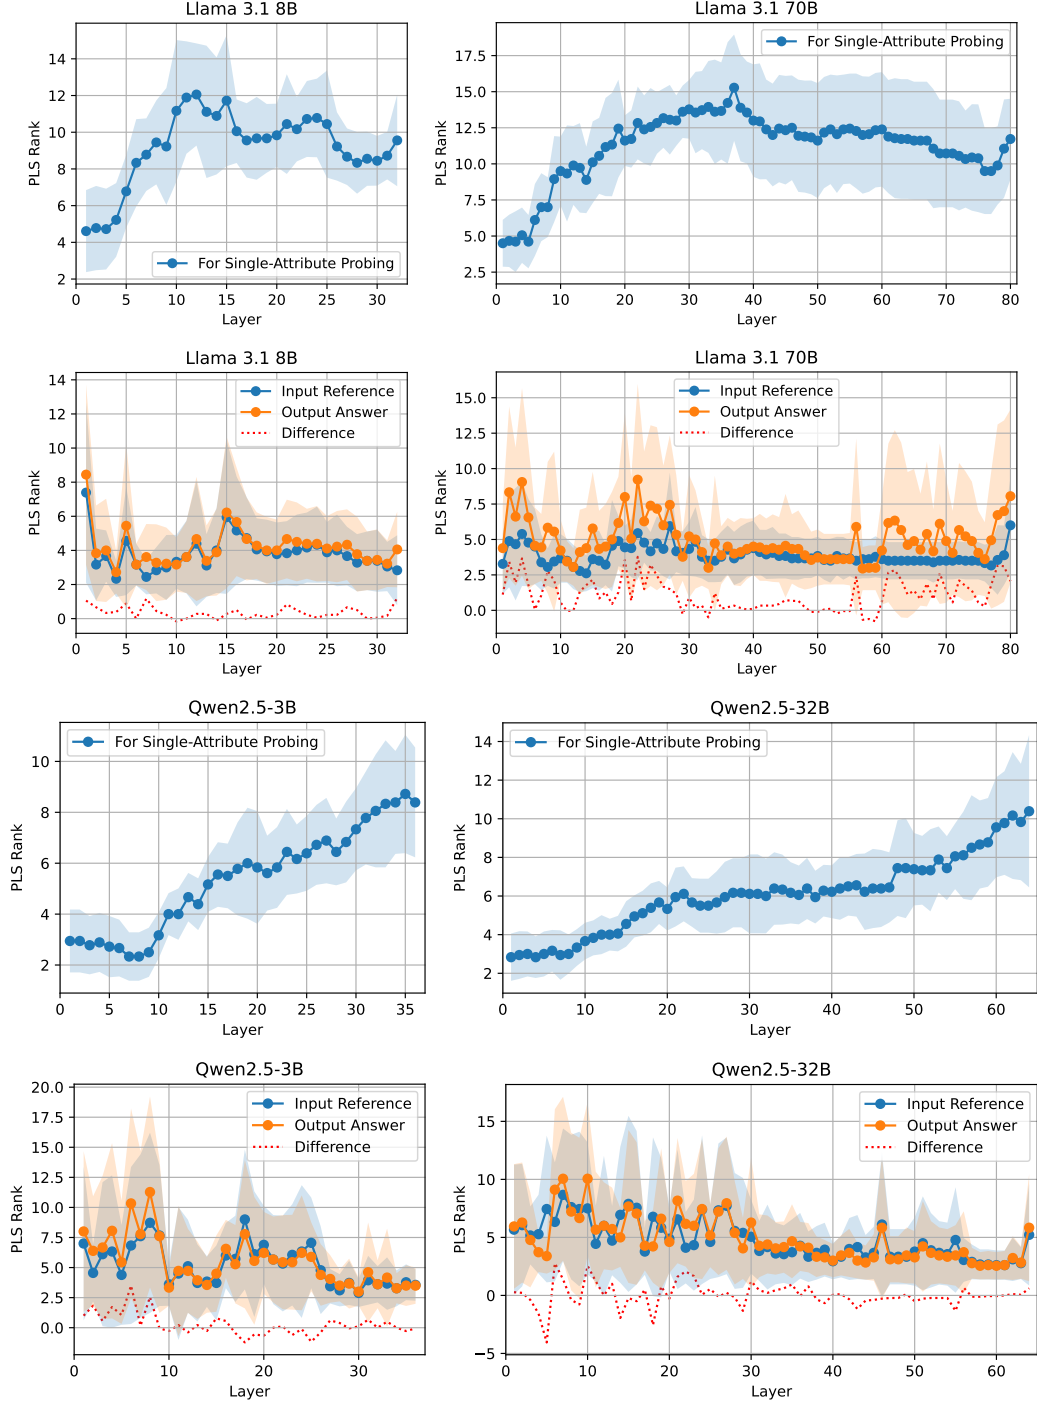 Llama 3.1 8B
PLS Rank
14
12
10
8
6
4
2
For Single-Attribute Probing
0 5 10 15 20 25 30
Layer
Llama 3.1 70B
PLS Rank
17.5
15.0
12.5
10.0
7.5
5.0
2.5
For Single-Attribute Probing
0 10 20 30 40 50 60 70 80
Layer
Llama 3.1 8B
PLS Rank
14
12
10
8
6
4
2
0
Input Reference
Output Answer
Difference
0 5 10 15 20 25 30
Layer
Llama 3.1 70B
PLS Rank
15.0
12.5
10.0
7.5
5.0
2.5
0.0
Input Reference
Output Answer
Difference
0 10 20 30 40 50 60 70 80
Layer
Qwen2.5-3B
PLS Rank
10
8
6
4
2
For Single-Attribute Probing
0 5 10 15 20 25 30 35
Layer
Qwen2.5-32B
PLS Rank
14
12
10
8
6
4
2
For Single-Attribute Probing
0 10 20 30 40 50 60
Layer
Qwen2.5-3B
PLS Rank
20.0
17.5
15.0
12.5
10.0
7.5
5.0
2.5
0.0
Input Reference
Output Answer
Difference
0 10 20 30
Layer
Qwen2.5-32B
PLS Rank
15
10
5
0
−5
Input Reference
Output Answer
Difference
0 10 20 30 40 50 60
Layer